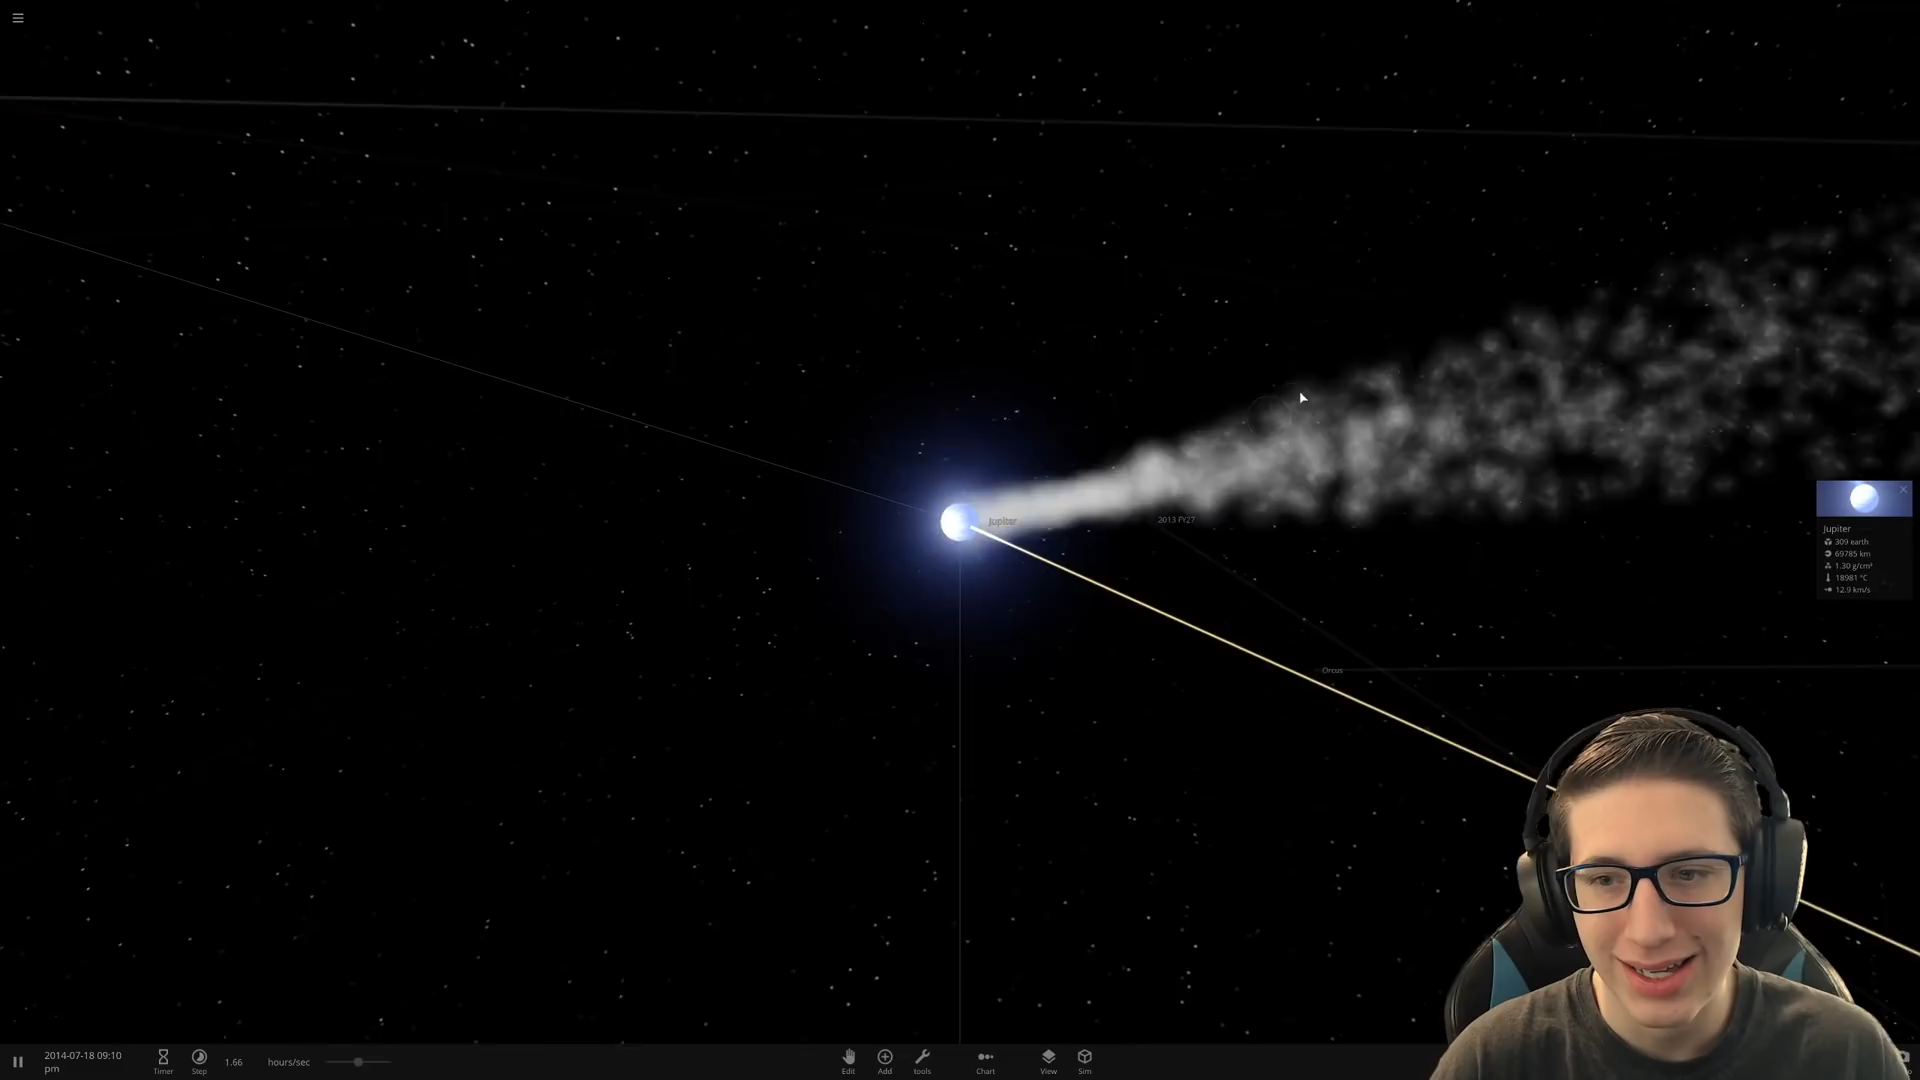 Jupiter
2013 FY27
Jupiter
309 earth
69785 km
1.30 g/cm³
18981 °C
12.9 km/s
Orcus
2014-07-18 09:10
pm
Timer
Step
1.66
hours/sec
Edit
Add
tools
Chart
View
Sim